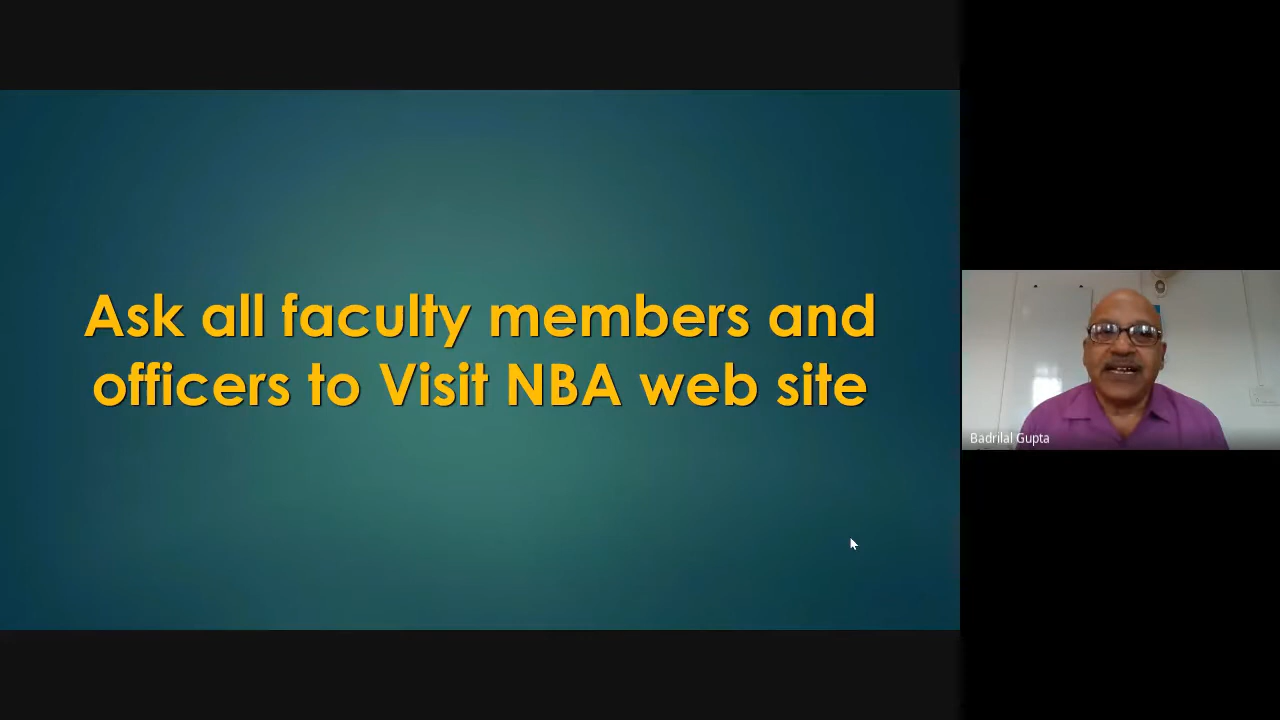 Ask all faculty members and
officers to Visit NBA web site
Badrilal Gupta